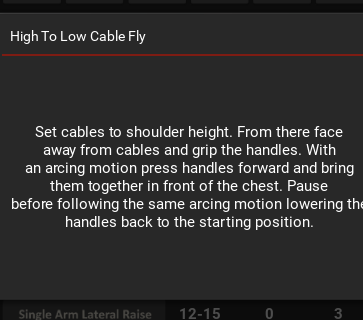 High To Low Cable Fly
Set cables to shoulder height. From there face
away from cables and grip the handles. With
an arcing motion press handles forward and bring
them together in front of the chest. Pause
before following the same arcing motion lowering the
handles back to the starting position.
Single Arm Lateral Raise 12-15 0 3